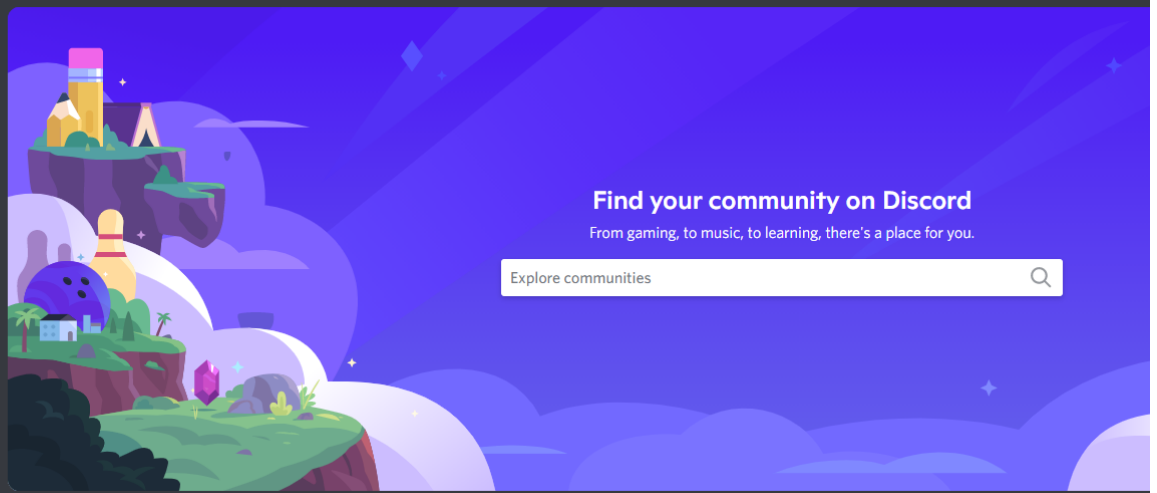 Find your community on Discord
From gaming, to music, to learning, there's a place for you.
Explore communities